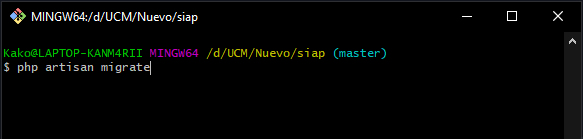 MINGW64:/d/UCM/Nuevo/siap
Kako@LAPTOP-KANM4RII MINGW64 /d/UCM/Nuevo/siap (master)
$ php artisan migrate